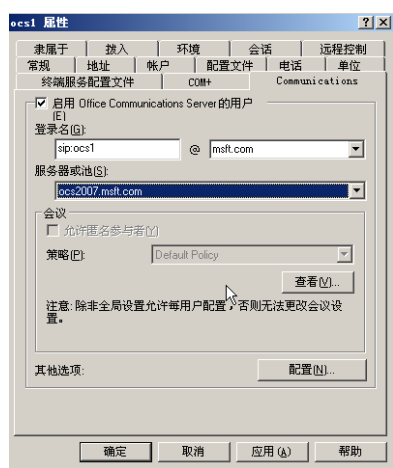 ocs1 属性
隶属于 拨入 环境 会话 远程控制
常规 地址 帐户 配置文件 电话 单位
终端服务配置文件 COM+ Communications
启用 Office Communications Server 的用户
(E)
登录名(G):
sip:ocs1 @ msft.com
服务器或池(S):
ocs2007.msft.com
会议
允许匿名参与者(Y)
策略(P): Default Policy
查看(V)...
注意: 除非全局设置允许每用户配置，否则无法更改会议设
置。
其他选项: 配置(N)...
确定 取消 应用(A) 帮助